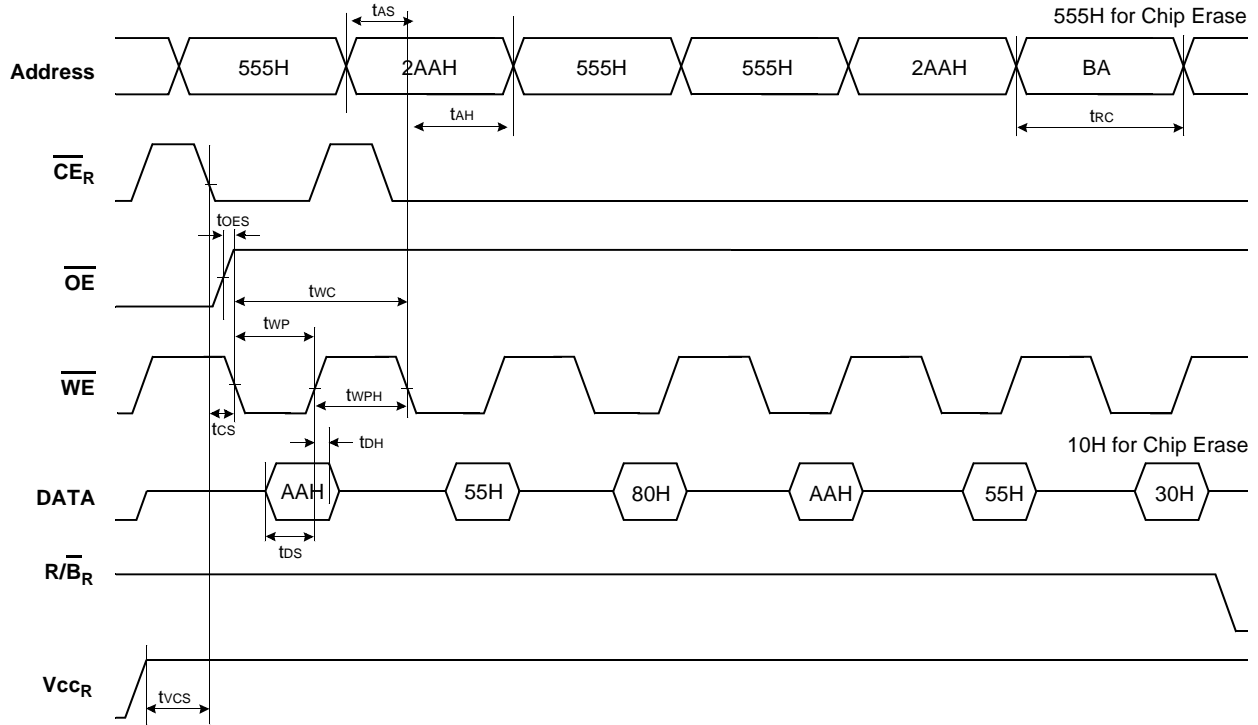 tAS
555H for Chip Erase
Address
555H
2AAH
555H
555H
2AAH
BA
tAH
tRC
CER
tOES
OE
tWC
tWP
WE
tWPH
tCS
tDH
10H for Chip Erase
DATA
AAH
55H
80H
AAH
55H
30H
tDS
R/BR
VccR
tVCS